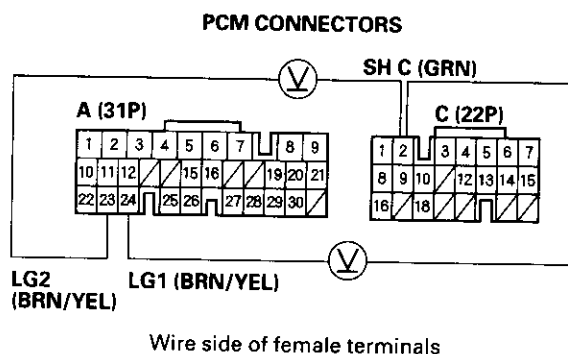 PCM CONNECTORS
V
SH C (GRN)
A (31P)
C (22P)
1 2 3 4 5 6 7 8 9
1 2 3 4 5 6 7
10 11 12 15 16 19 20 21
8 9 10 12 13 14 15
22 23 24 25 26 27 28 29 30
16 18
V
LG2
(BRN/YEL)
LG1 (BRN/YEL)
Wire side of female terminals